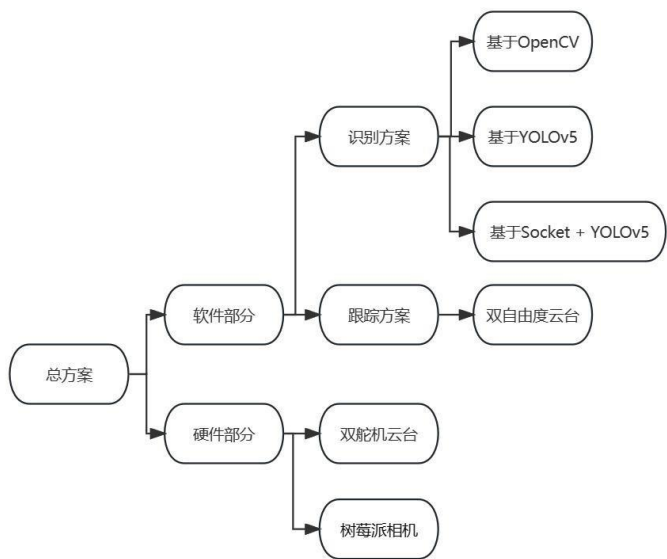 基于OpenCV
识别方案
基于YOLOv5
基于Socket + YOLOv5
软件部分
跟踪方案
双自由度云台
总方案
硬件部分
双舵机云台
树莓派相机